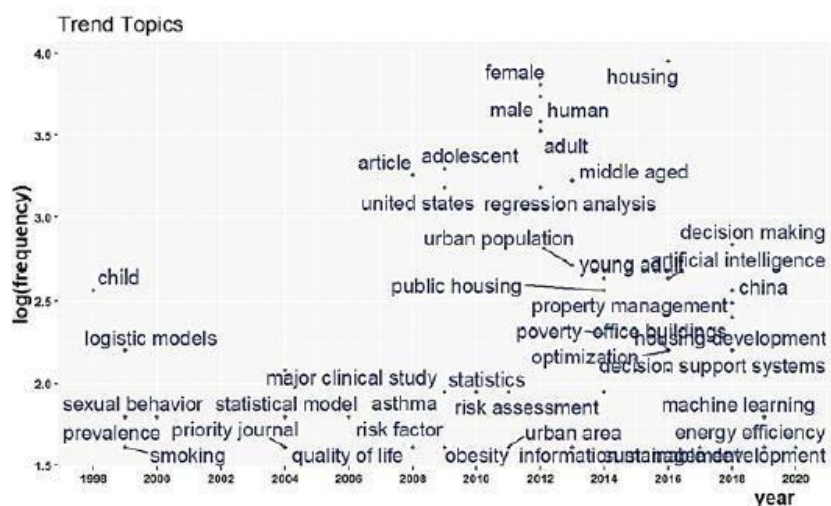 Trend Topics
4.0
female
housing
male human
3.5
adult
article
adolescent
middle aged
united states
regression analysis
3.0
log(frequency)
urban population
decision making
young adult
artificial intelligence
child
public housing
china
2.5
property management
logistic models
poverty
office buildings
housing development
optimization
decision support systems
2.0
major clinical study
statistics
sexual behavior
statistical model
asthma
risk assessment
machine learning
prevalence
priority journal
risk factor
urban area
energy efficiency
smoking
quality of life
obesity
information management
sustainable development
1.5
1998 2000 2002 2004 2006 2008 2010 2012 2014 2016 2018 2020
year